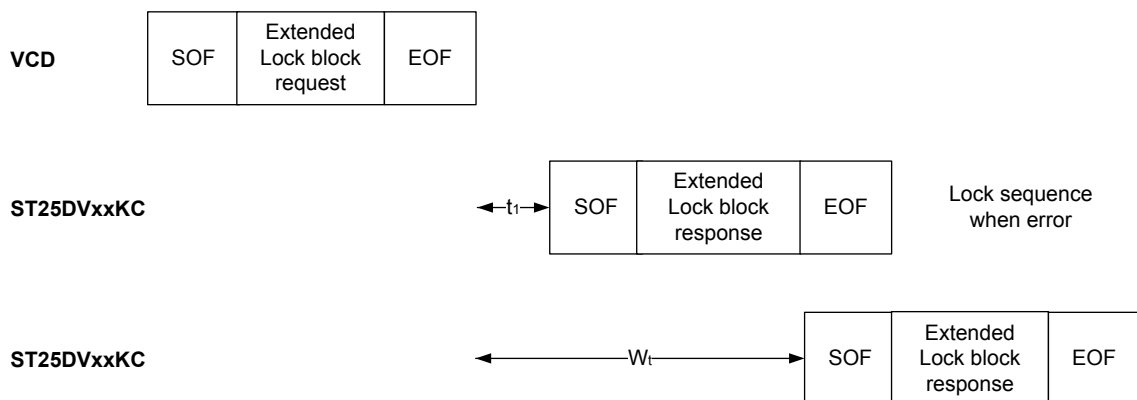 VCD
SOF
Extended
Lock block
request
EOF
ST25DVxxKC
t1
SOF
Extended
Lock block
response
EOF
Lock sequence
when error
ST25DVxxKC
Wt
SOF
Extended
Lock block
response
EOF